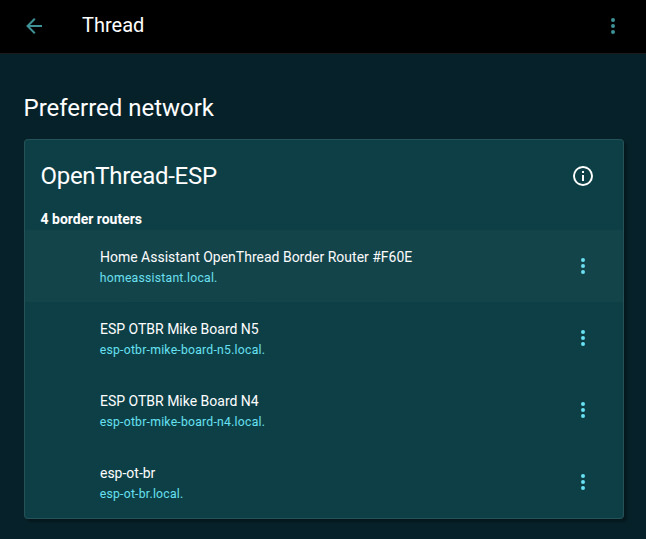 Thread
Preferred network
OpenThread-ESP
4 border routers
Home Assistant OpenThread Border Router #F60E
homeassistant.local.
ESP OTBR Mike Board N5
esp-otbr-mike-board-n5.local.
ESP OTBR Mike Board N4
esp-otbr-mike-board-n4.local.
esp-ot-br
esp-ot-br.local.